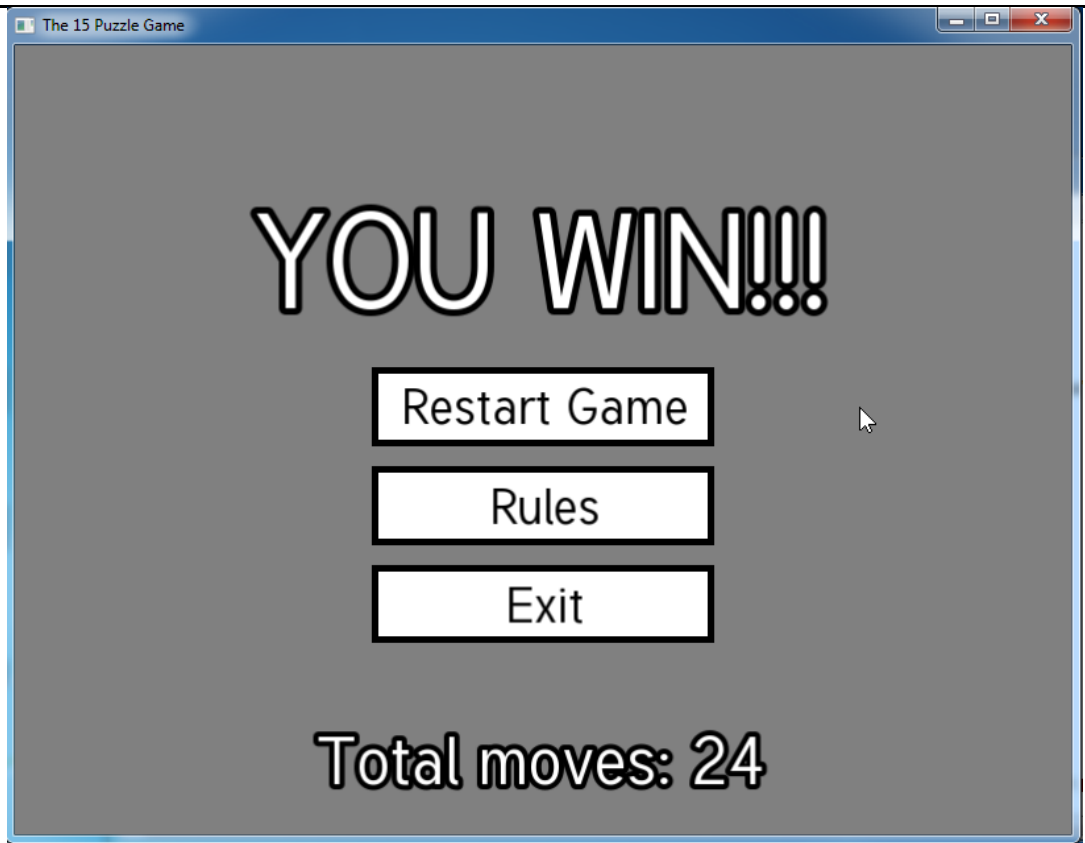 The 15 Puzzle Game
YOU WIN!!!
Restart Game
Rules
Exit
Total moves: 24